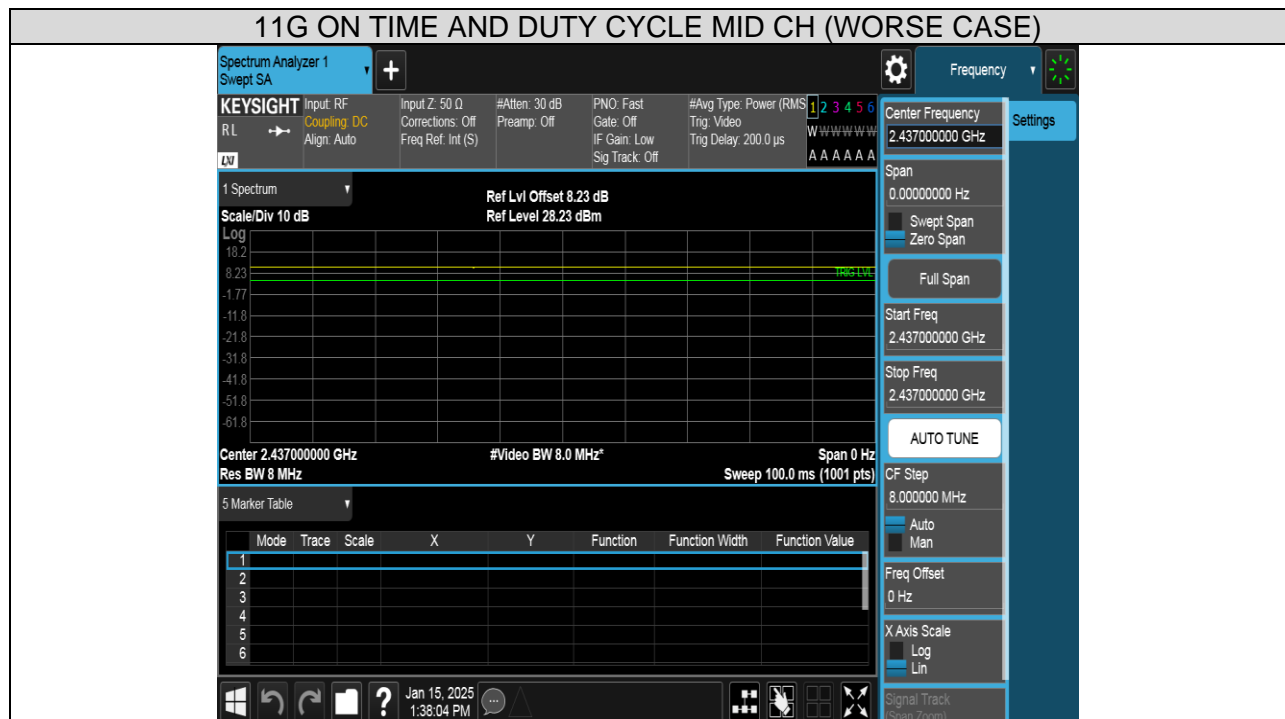 11G ON TIME AND DUTY CYCLE MID CH (WORSE CASE)
Spectrum Analyzer 1
Swept SA
+
Frequency
KEYSIGHT
RL
LXI
Input: RF
Coupling: DC
Align: Auto
Input Z: 50 Ω
Corrections: Off
Freq Ref: Int (S)
#Atten: 30 dB
Preamp: Off
PNO: Fast
Gate: Off
IF Gain: Low
Sig Track: Off
#Avg Type: Power (RMS
Trig: Video
Trig Delay: 200.0 µs
1 2 3 4 5 6
W W W W W W
A A A A A A
1 Spectrum
Scale/Div 10 dB
Ref Lvl Offset 8.23 dB
Ref Level 28.23 dBm
Log
18.2
8.23
-1.77
-11.8
-21.8
-31.8
-41.8
-51.8
-61.8
TRIG LVL
Center 2.437000000 GHz
#Video BW 8.0 MHz*
Span 0 Hz
Res BW 8 MHz
Sweep 100.0 ms (1001 pts)
5 Marker Table
Mode Trace Scale X Y Function Function Width Function Value
1
2
3
4
5
6
Center Frequency
2.437000000 GHz
Settings
Span
0.00000000 Hz
Swept Span
Zero Span
Full Span
Start Freq
2.437000000 GHz
Stop Freq
2.437000000 GHz
AUTO TUNE
CF Step
8.000000 MHz
Auto
Man
Freq Offset
0 Hz
X Axis Scale
Log
Lin
Signal Track
(Span Zoom)
?
Jan 15, 2025
1:38:04 PM